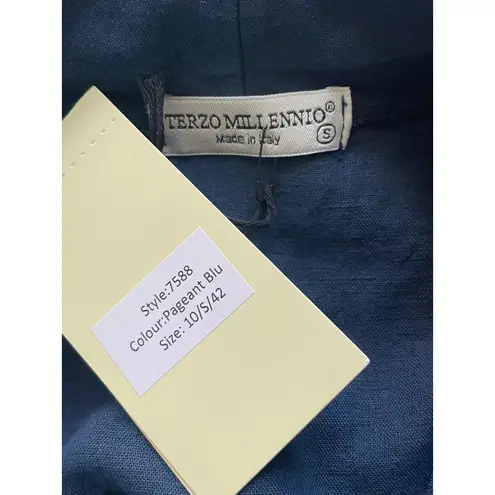 TERZO MILLENNIO®
Made in Italy
S
Style:7588
Colour:Pageant Blu
Size: 10/S/42